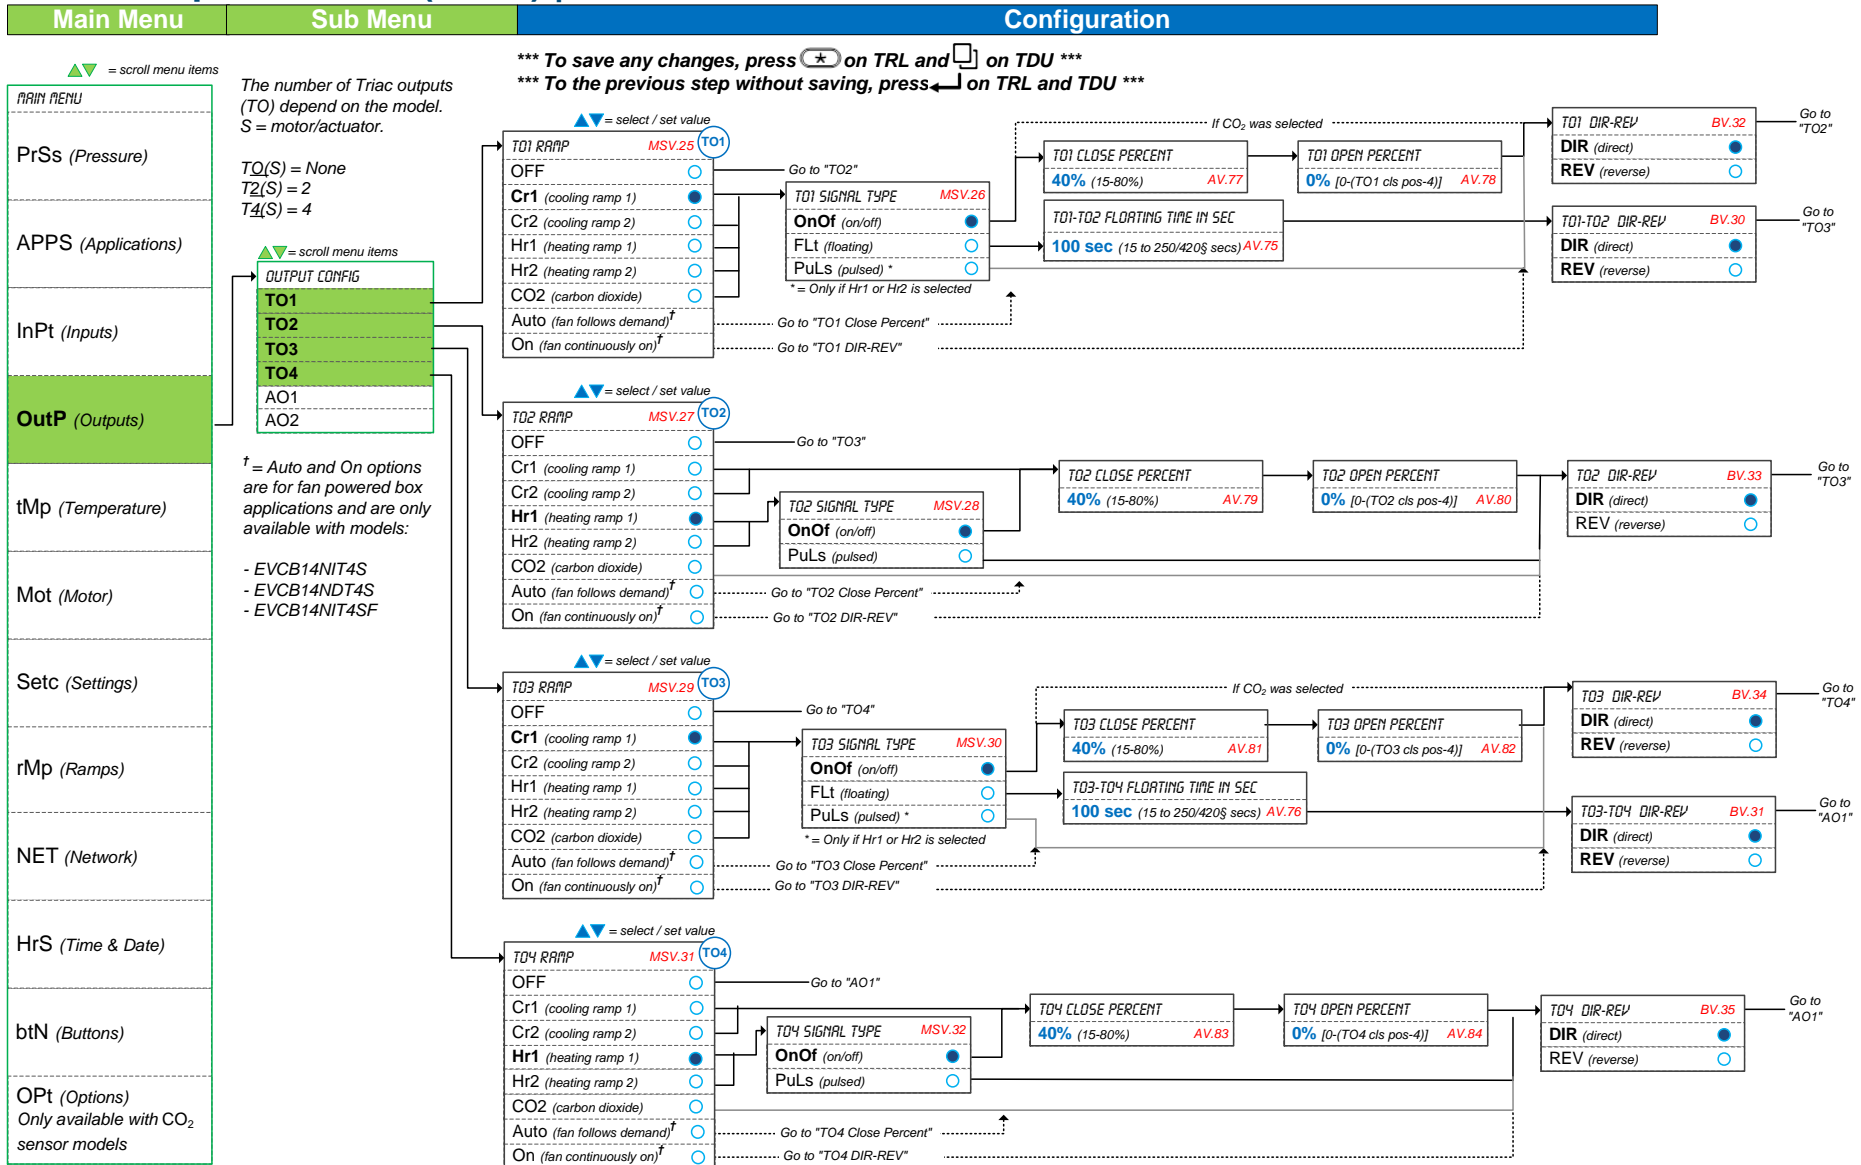 Main Menu
Sub Menu
Configuration
= scroll menu items
MAIN MENU
PrSs (Pressure)
APPS (Applications)
InPt (Inputs)
OutP (Outputs)
tMp (Temperature)
Mot (Motor)
Setc (Settings)
rMp (Ramps)
NET (Network)
HrS (Time & Date)
btN (Buttons)
OPt (Options)
Only available with CO2
sensor models
The number of Triac outputs
(TO) depend on the model.
S = motor/actuator.
TO(S) = None
T2(S) = 2
T4(S) = 4
= scroll menu items
OUTPUT CONFIG
TO1
TO2
TO3
TO4
AO1
AO2
† = Auto and On options
are for fan powered box
applications and are only
available with models:
- EVCB14NIT4S
- EVCB14NDT4S
- EVCB14NIT4SF
*** To save any changes, press * on TRL and on TDU ***
*** To the previous step without saving, press on TRL and TDU ***
= select / set value
TO1 RAMP MSV.25 TO1
OFF
Cr1 (cooling ramp 1)
Cr2 (cooling ramp 2)
Hr1 (heating ramp 1)
Hr2 (heating ramp 2)
CO2 (carbon dioxide)
Auto (fan follows demand)†
On (fan continuously on)†
Go to "TO2"
TO1 SIGNAL TYPE MSV.26
OnOf (on/off)
FLt (floating)
PuLs (pulsed) *
* = Only if Hr1 or Hr2 is selected
Go to "TO1 Close Percent"
Go to "TO1 DIR-REV"
If CO2 was selected
TO1 CLOSE PERCENT
40% (15-80%) AV.77
TO1 OPEN PERCENT
0% [0-(TO1 cls pos-4)] AV.78
TO1-TO2 FLOATING TIME IN SEC
100 sec (15 to 250/420§ secs) AV.75
TO1 DIR-REV BV.32
DIR (direct)
REV (reverse)
Go to
"TO2"
TO1-TO2 DIR-REV BV.30
DIR (direct)
REV (reverse)
Go to
"TO3"
= select / set value
TO2 RAMP MSV.27 TO2
OFF
Cr1 (cooling ramp 1)
Cr2 (cooling ramp 2)
Hr1 (heating ramp 1)
Hr2 (heating ramp 2)
CO2 (carbon dioxide)
Auto (fan follows demand)†
On (fan continuously on)†
Go to "TO3"
TO2 SIGNAL TYPE MSV.28
OnOf (on/off)
PuLs (pulsed)
Go to "TO2 Close Percent"
Go to "TO2 DIR-REV"
TO2 CLOSE PERCENT
40% (15-80%) AV.79
TO2 OPEN PERCENT
0% [0-(TO2 cls pos-4)] AV.80
TO2 DIR-REV BV.33
DIR (direct)
REV (reverse)
Go to
"TO3"
= select / set value
TO3 RAMP MSV.29 TO3
OFF
Cr1 (cooling ramp 1)
Cr2 (cooling ramp 2)
Hr1 (heating ramp 1)
Hr2 (heating ramp 2)
CO2 (carbon dioxide)
Auto (fan follows demand)†
On (fan continuously on)†
Go to "TO4"
TO3 SIGNAL TYPE MSV.30
OnOf (on/off)
FLt (floating)
PuLs (pulsed) *
* = Only if Hr1 or Hr2 is selected
Go to "TO3 Close Percent"
Go to "TO3 DIR-REV"
If CO2 was selected
TO3 CLOSE PERCENT
40% (15-80%) AV.81
TO3 OPEN PERCENT
0% [0-(TO3 cls pos-4)] AV.82
TO3-TO4 FLOATING TIME IN SEC
100 sec (15 to 250/420§ secs) AV.76
TO3 DIR-REV BV.34
DIR (direct)
REV (reverse)
Go to
"TO4"
TO3-TO4 DIR-REV BV.31
DIR (direct)
REV (reverse)
Go to
"AO1"
= select / set value
TO4 RAMP MSV.31 TO4
OFF
Cr1 (cooling ramp 1)
Cr2 (cooling ramp 2)
Hr1 (heating ramp 1)
Hr2 (heating ramp 2)
CO2 (carbon dioxide)
Auto (fan follows demand)†
On (fan continuously on)†
Go to "AO1"
TO4 SIGNAL TYPE MSV.32
OnOf (on/off)
PuLs (pulsed)
Go to "TO4 Close Percent"
Go to "TO4 DIR-REV"
TO4 CLOSE PERCENT
40% (15-80%) AV.83
TO4 OPEN PERCENT
0% [0-(TO4 cls pos-4)] AV.84
TO4 DIR-REV BV.35
DIR (direct)
REV (reverse)
Go to
"AO1"